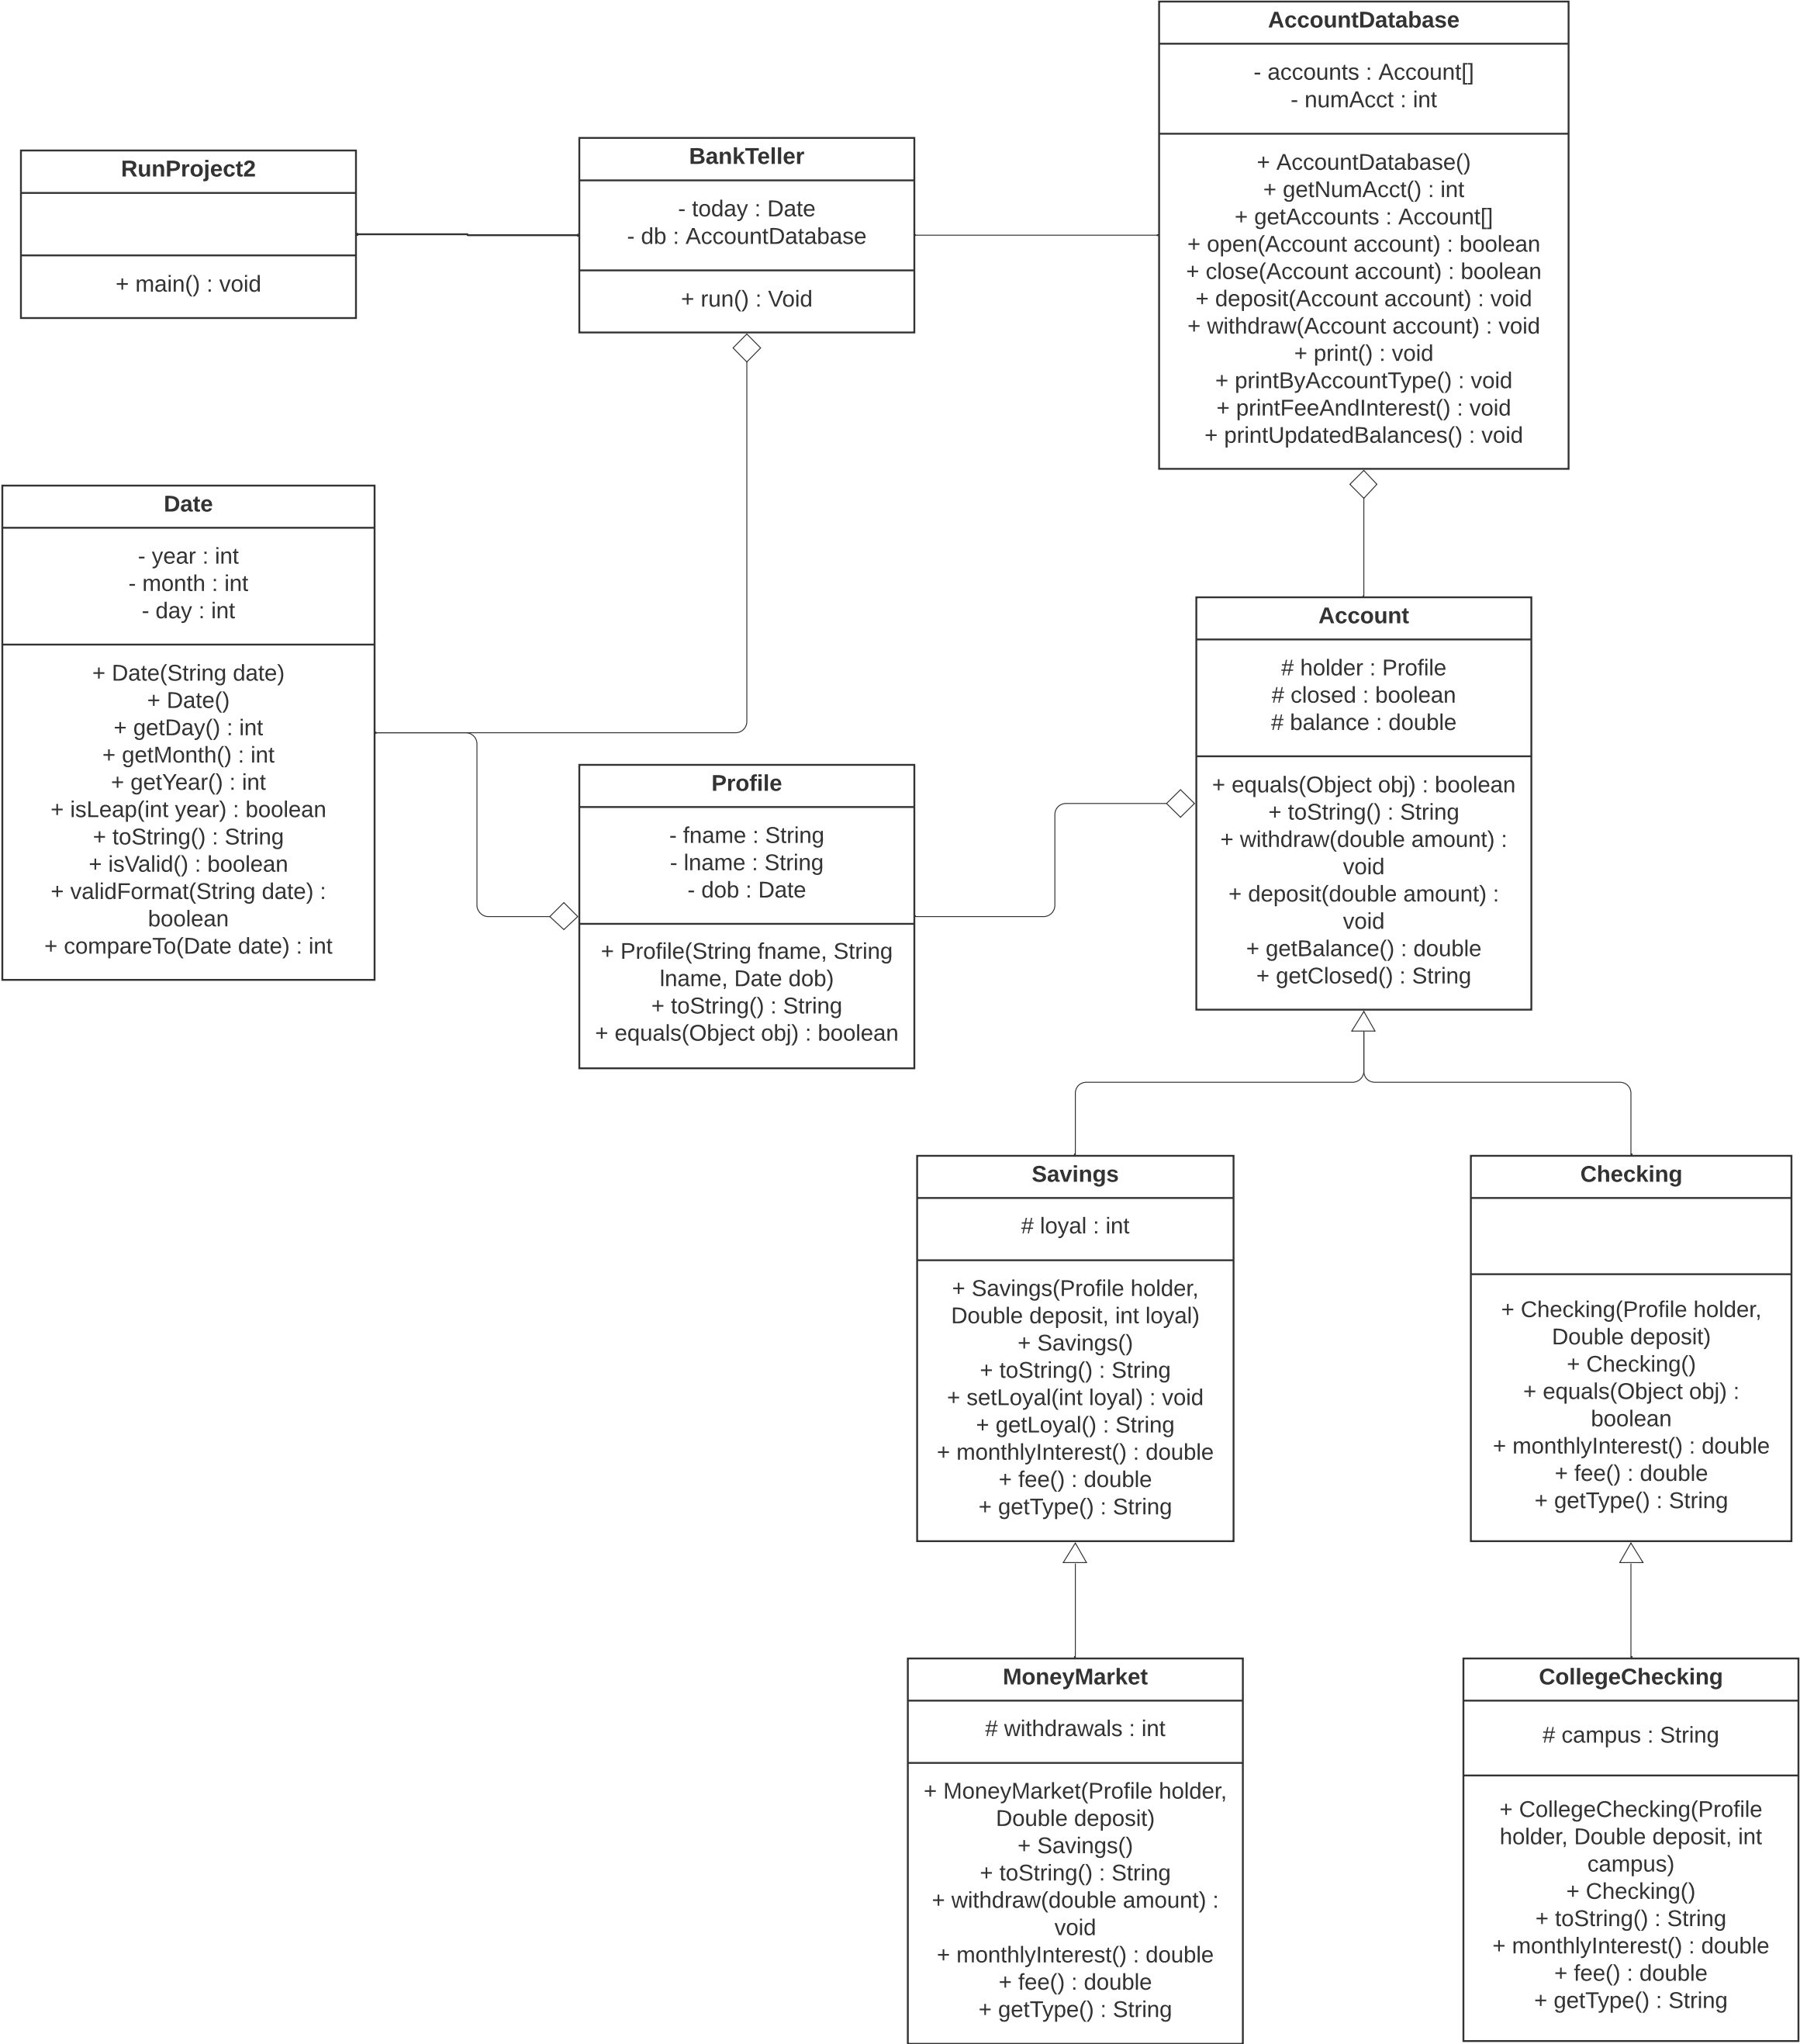 AccountDatabase
- accounts : Account[]
- numAcct : int
+ AccountDatabase()
+ getNumAcct() : int
+ getAccounts : Account[]
+ open(Account account) : boolean
+ close(Account account) : boolean
+ deposit(Account account) : void
+ withdraw(Account account) : void
+ print() : void
+ printByAccountType() : void
+ printFeeAndInterest() : void
+ printUpdatedBalances() : void
RunProject2
+ main() : void
BankTeller
- today : Date
- db : AccountDatabase
+ run() : Void
Date
- year : int
- month : int
- day : int
+ Date(String date)
+ Date()
+ getDay() : int
+ getMonth() : int
+ getYear() : int
+ isLeap(int year) : boolean
+ toString() : String
+ isValid() : boolean
+ validFormat(String date) :
boolean
+ compareTo(Date date) : int
Profile
- fname : String
- lname : String
- dob : Date
+ Profile(String fname, String
lname, Date dob)
+ toString() : String
+ equals(Object obj) : boolean
Account
# holder : Profile
# closed : boolean
# balance : double
+ equals(Object obj) : boolean
+ toString() : String
+ withdraw(double amount) :
void
+ deposit(double amount) :
void
+ getBalance() : double
+ getClosed() : String
Savings
# loyal : int
+ Savings(Profile holder,
Double deposit, int loyal)
+ Savings()
+ toString() : String
+ setLoyal(int loyal) : void
+ getLoyal() : String
+ monthlyInterest() : double
+ fee() : double
+ getType() : String
Checking
+ Checking(Profile holder,
Double deposit)
+ Checking()
+ equals(Object obj) :
boolean
+ monthlyInterest() : double
+ fee() : double
+ getType() : String
MoneyMarket
# withdrawals : int
+ MoneyMarket(Profile holder,
Double deposit)
+ Savings()
+ toString() : String
+ withdraw(double amount) :
void
+ monthlyInterest() : double
+ fee() : double
+ getType() : String
CollegeChecking
# campus : String
+ CollegeChecking(Profile
holder, Double deposit, int
campus)
+ Checking()
+ toString() : String
+ monthlyInterest() : double
+ fee() : double
+ getType() : String